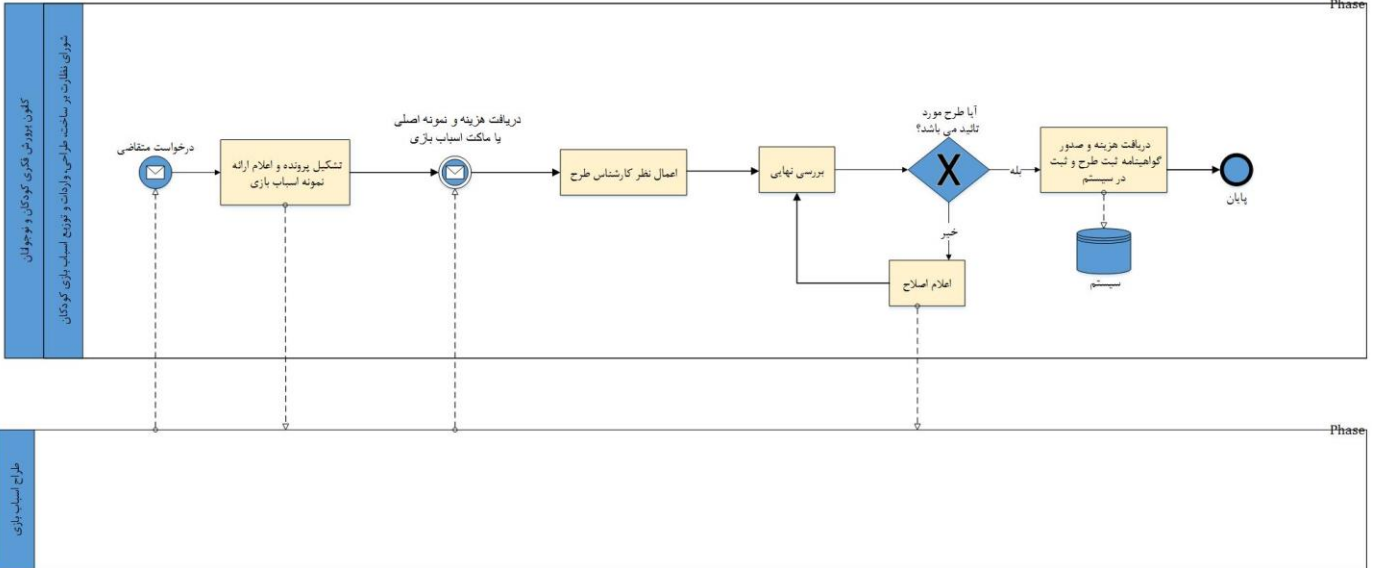 Phase
کانون پرورش فکری کودکان و نوجوانان
شورای نظارت بر ساخت، طراحی، واردات و توزیع اسباب بازی کودکان
درخواست متقاضی
تشکیل پرونده و اعلام ارائه
نمونه اسباب بازی
دریافت هزینه و نمونه اصلی
یا ماکت اسباب بازی
اعمال نظر کارشناس طرح
بررسی نهایی
آیا طرح مورد
تائید می باشد؟
X
بله
خیر
اعلام اصلاح
دریافت هزینه و صدور
گواهینامه ثبت طرح و ثبت
در سیستم
سیستم
پایان
Phase
طراح اسباب بازی